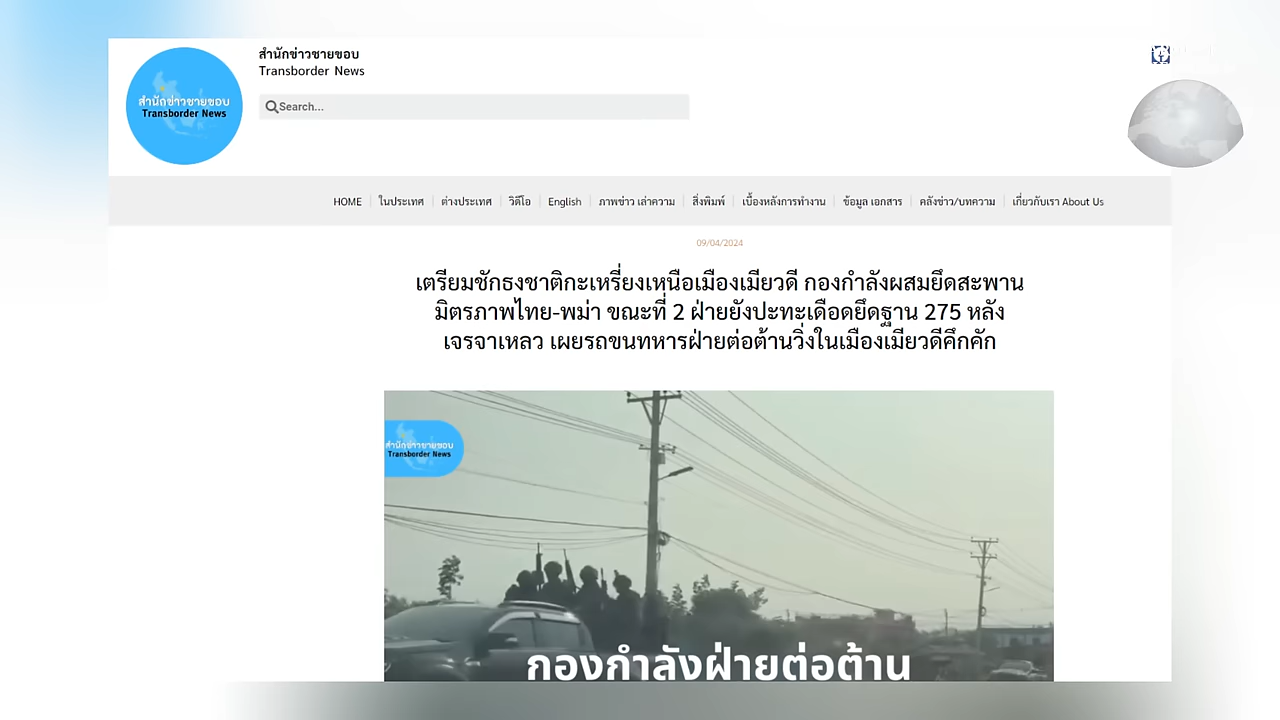 สำนักข่าวชายขอบ
Transborder News
สำนักข่าวชายขอบ
Transborder News
Search...
HOME ในประเทศ ต่างประเทศ วิดีโอ English ภาพข่าว เล่าความ สิ่งพิมพ์ เบื้องหลังการทำงาน ข้อมูล เอกสาร คลังข่าว/บทความ เกี่ยวกับเรา About Us
09/04/2024
เตรียมชักธงชาติกะเหรี่ยงเหนือเมืองเมียวดี กองกำลังผสมยึดสะพาน
มิตรภาพไทย-พม่า ขณะที่ 2 ฝ่ายยังปะทะเดือดยึดฐาน 275 หลัง
เจรจาเหลว เผยรถขนทหารฝ่ายต่อต้านวิ่งในเมืองเมียวดีคึกคัก
สำนักข่าวชายขอบ
Transborder News
กองกำลังฝ่ายต่อต้าน